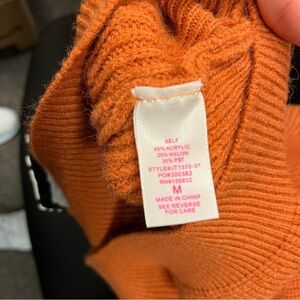 SELF
45% ACRYLIC
25% NYLON
30% PBT
STYLE#JT1370-07
PO#200382
RN#156832
M
MADE IN CHINA
SEE REVERSE
FOR CARE